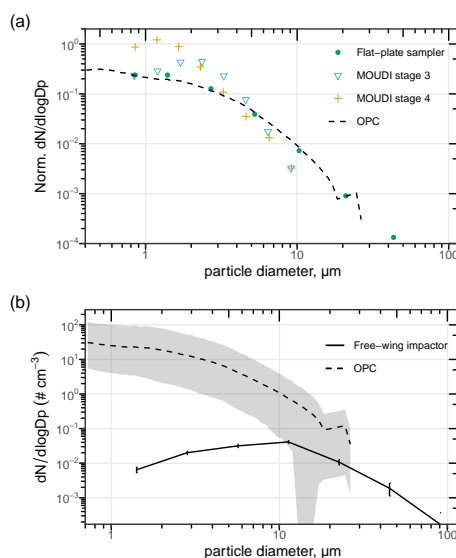 (a)
Norm. dN/dlogDp
10⁰
10⁻¹
10⁻²
10⁻³
10⁻⁴
Flat-plate sampler
MOUDI stage 3
MOUDI stage 4
OPC
1 10 100
particle diameter, µm
(b)
dN/dlogDp (# cm⁻³)
10²
10¹
10⁰
10⁻¹
10⁻²
10⁻³
Free-wing impactor
OPC
1 10 100
particle diameter, µm